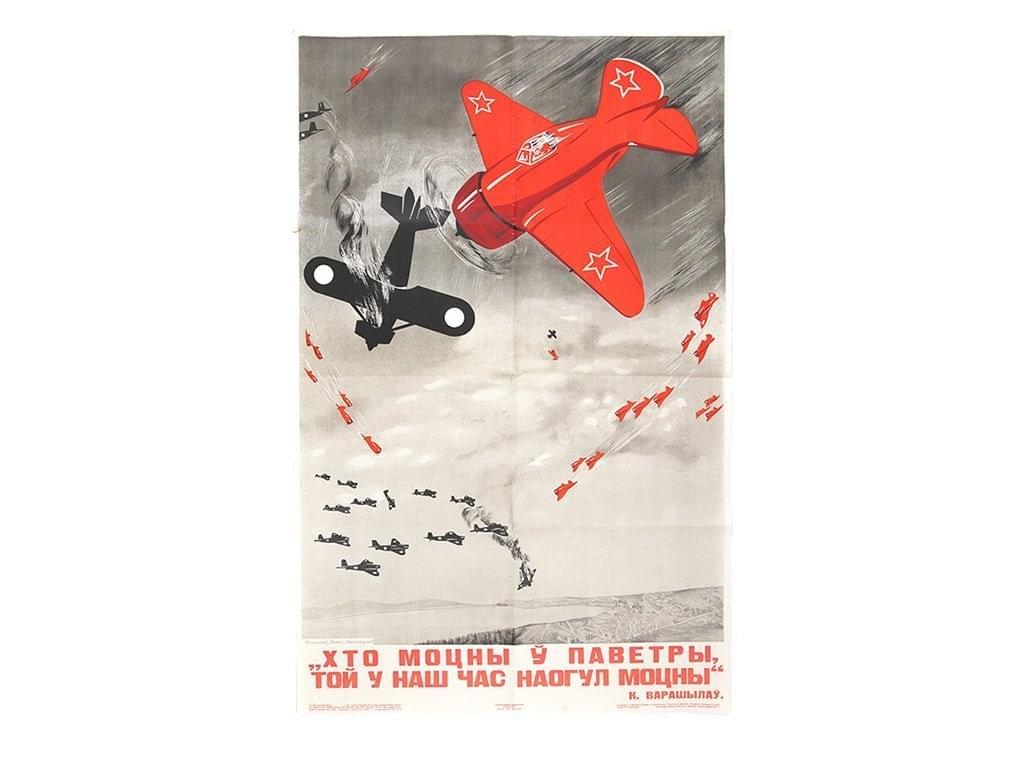 „ХТО МОЦНЫ Ў ПАВЕТРЫ,
ТОЙ У НАШ ЧАС НАОГУЛ МОЦНЫ“
К. ВАРАШЫЛАЎ.